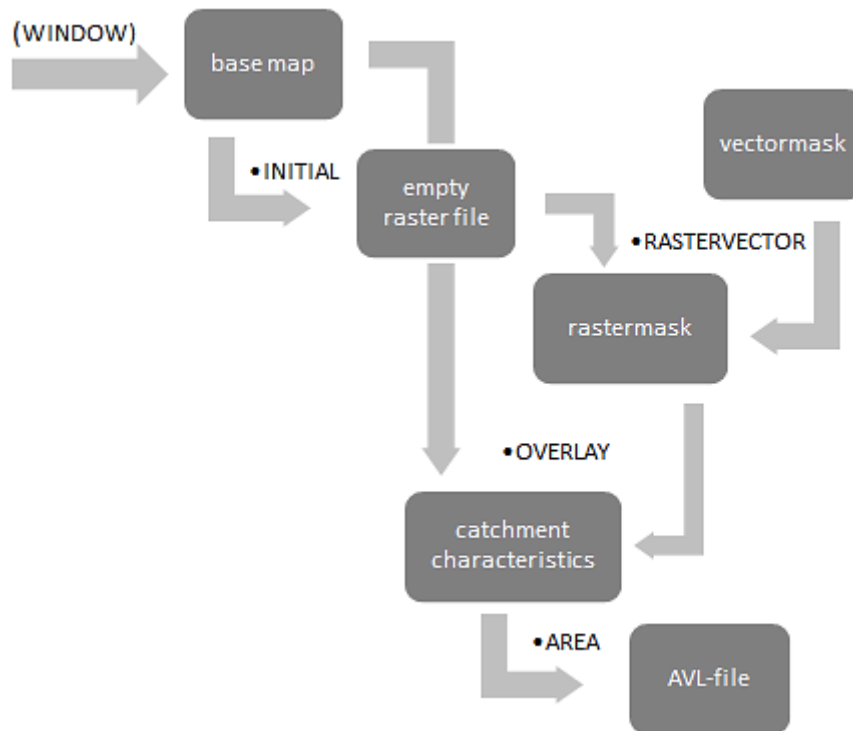 (WINDOW)
base map
• INITIAL
empty
raster file
vectormask
• RASTERVECTOR
rastermask
• OVERLAY
catchment
characteristics
• AREA
AVL-file